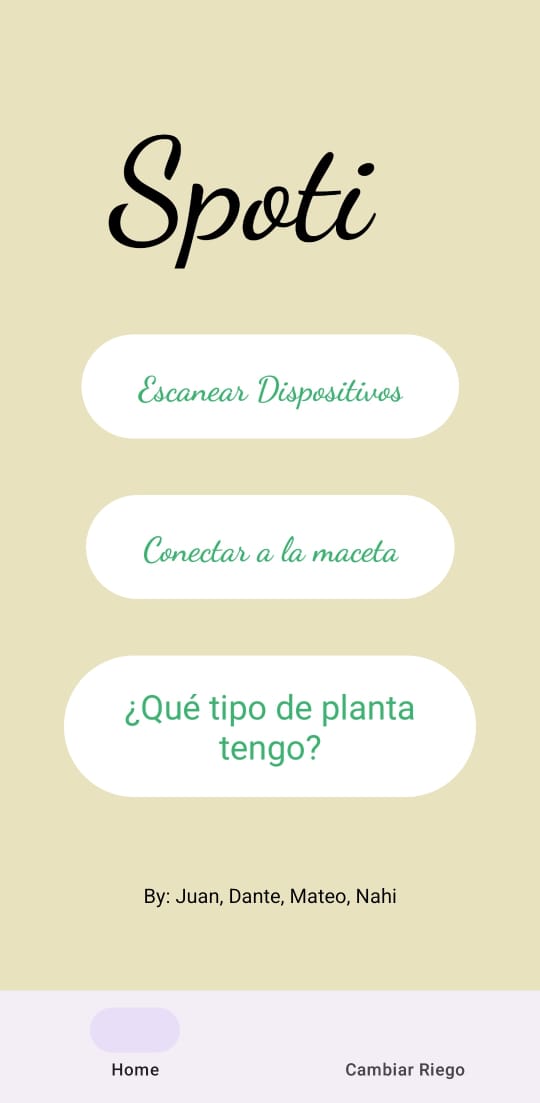 Spoti
Escanear Dispositivos
Conectar a la maceta
¿Qué tipo de planta
tengo?
By: Juan, Dante, Mateo, Nahi
Home
Cambiar Riego